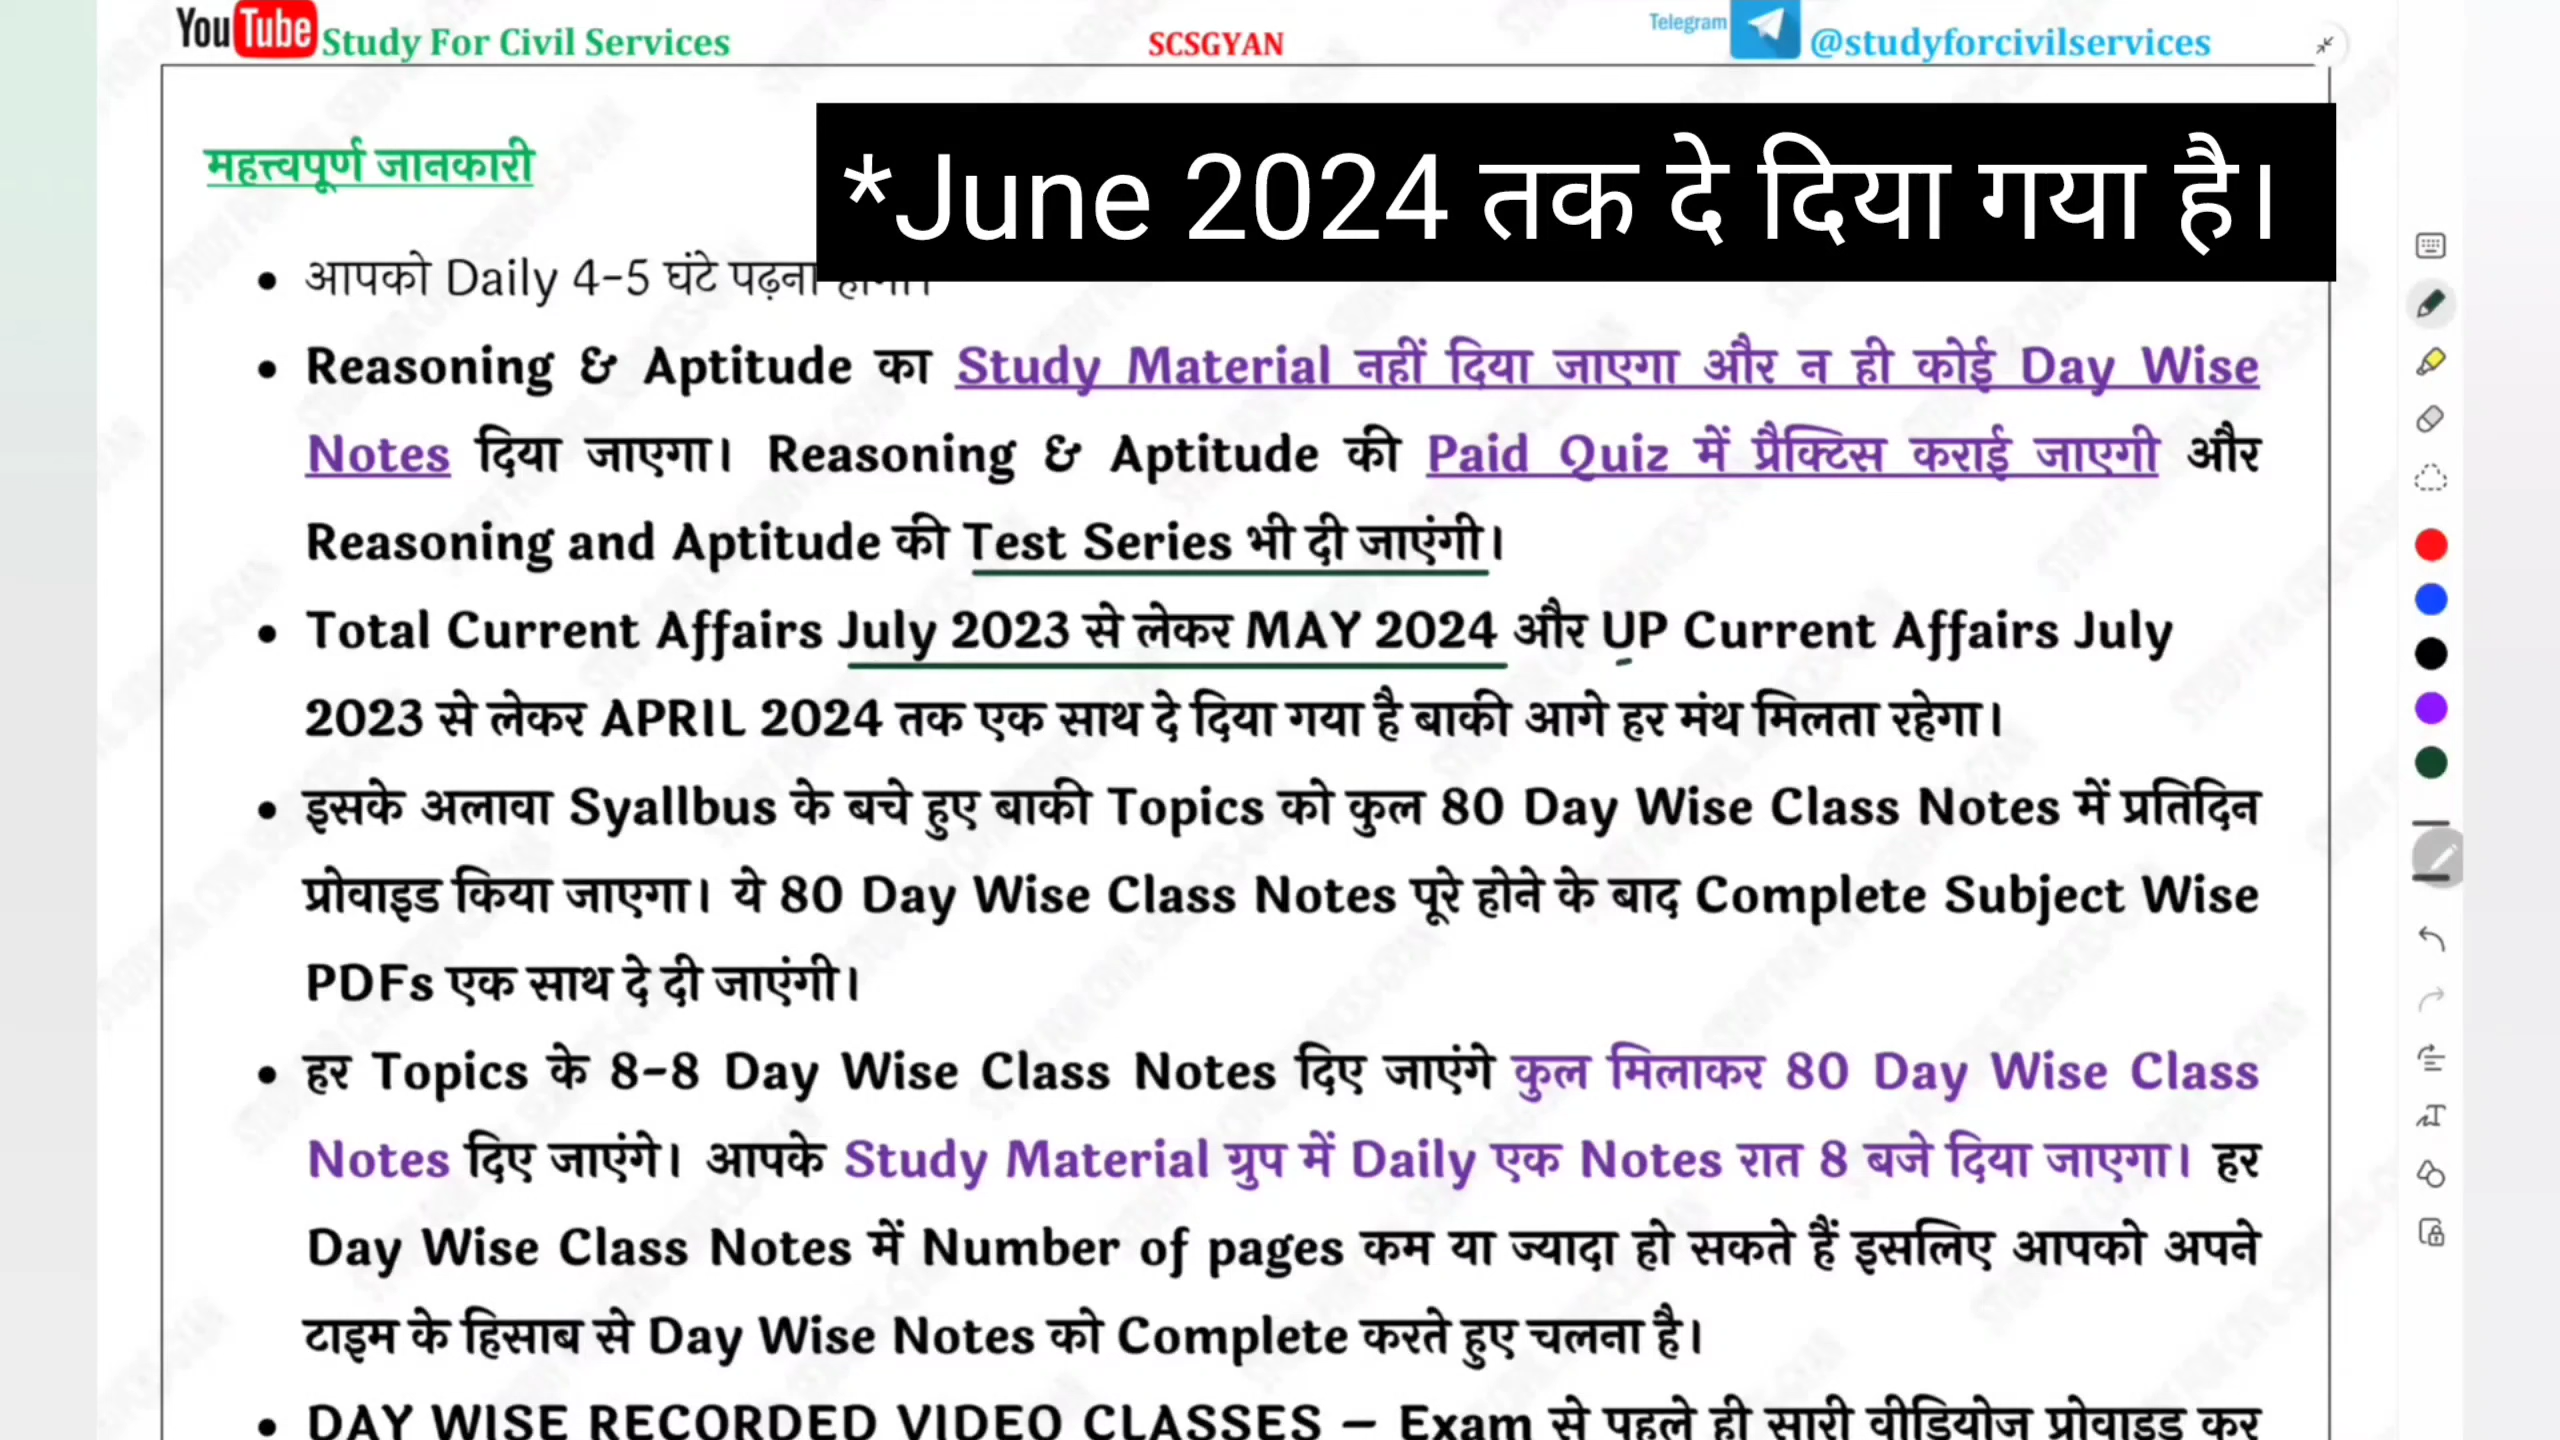 YouTube Study For Civil Services SCSGYAN Telegram @studyforcivilservices
महत्त्वपूर्ण जानकारी
*June 2024 तक दे दिया गया है।
• आपको Daily 4-5 घंटे पढ़ना होगा।
• Reasoning & Aptitude का Study Material नहीं दिया जाएगा और न ही कोई Day Wise
Notes दिया जाएगा। Reasoning & Aptitude की Paid Quiz में प्रैक्टिस कराई जाएगी और
Reasoning and Aptitude की Test Series भी दी जाएंगी।
• Total Current Affairs July 2023 से लेकर MAY 2024 और UP Current Affairs July
2023 से लेकर APRIL 2024 तक एक साथ दे दिया गया है बाकी आगे हर मंथ मिलता रहेगा।
• इसके अलावा Syallbus के बचे हुए बाकी Topics को कुल 80 Day Wise Class Notes में प्रतिदिन
प्रोवाइड किया जाएगा। ये 80 Day Wise Class Notes पूरे होने के बाद Complete Subject Wise
PDFs एक साथ दे दी जाएंगी।
• हर Topics के 8-8 Day Wise Class Notes दिए जाएंगे कुल मिलाकर 80 Day Wise Class
Notes दिए जाएंगे। आपके Study Material ग्रुप में Daily एक Notes रात 8 बजे दिया जाएगा। हर
Day Wise Class Notes में Number of pages कम या ज्यादा हो सकते हैं इसलिए आपको अपने
टाइम के हिसाब से Day Wise Notes को Complete करते हुए चलना है।
• DAY WISE RECORDED VIDEO CLASSES – Exam से पहले ही सारी वीडियोज प्रोवाइड कर